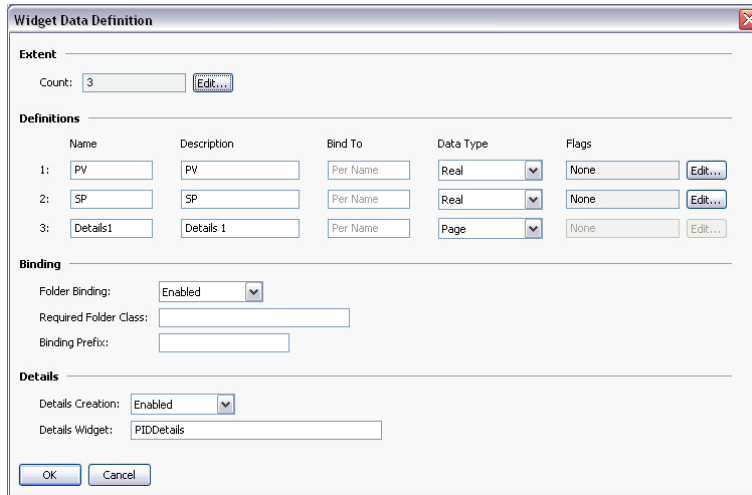 Widget Data Definition
Extent
Count: 3 Edit...
Definitions
Name Description Bind To Data Type Flags
1: PV PV Per Name Real None Edit...
2: SP SP Per Name Real None Edit...
3: Details1 Details 1 Per Name Page None Edit...
Binding
Folder Binding: Enabled
Required Folder Class:
Binding Prefix:
Details
Details Creation: Enabled
Details Widget: PIDDetails
OK Cancel